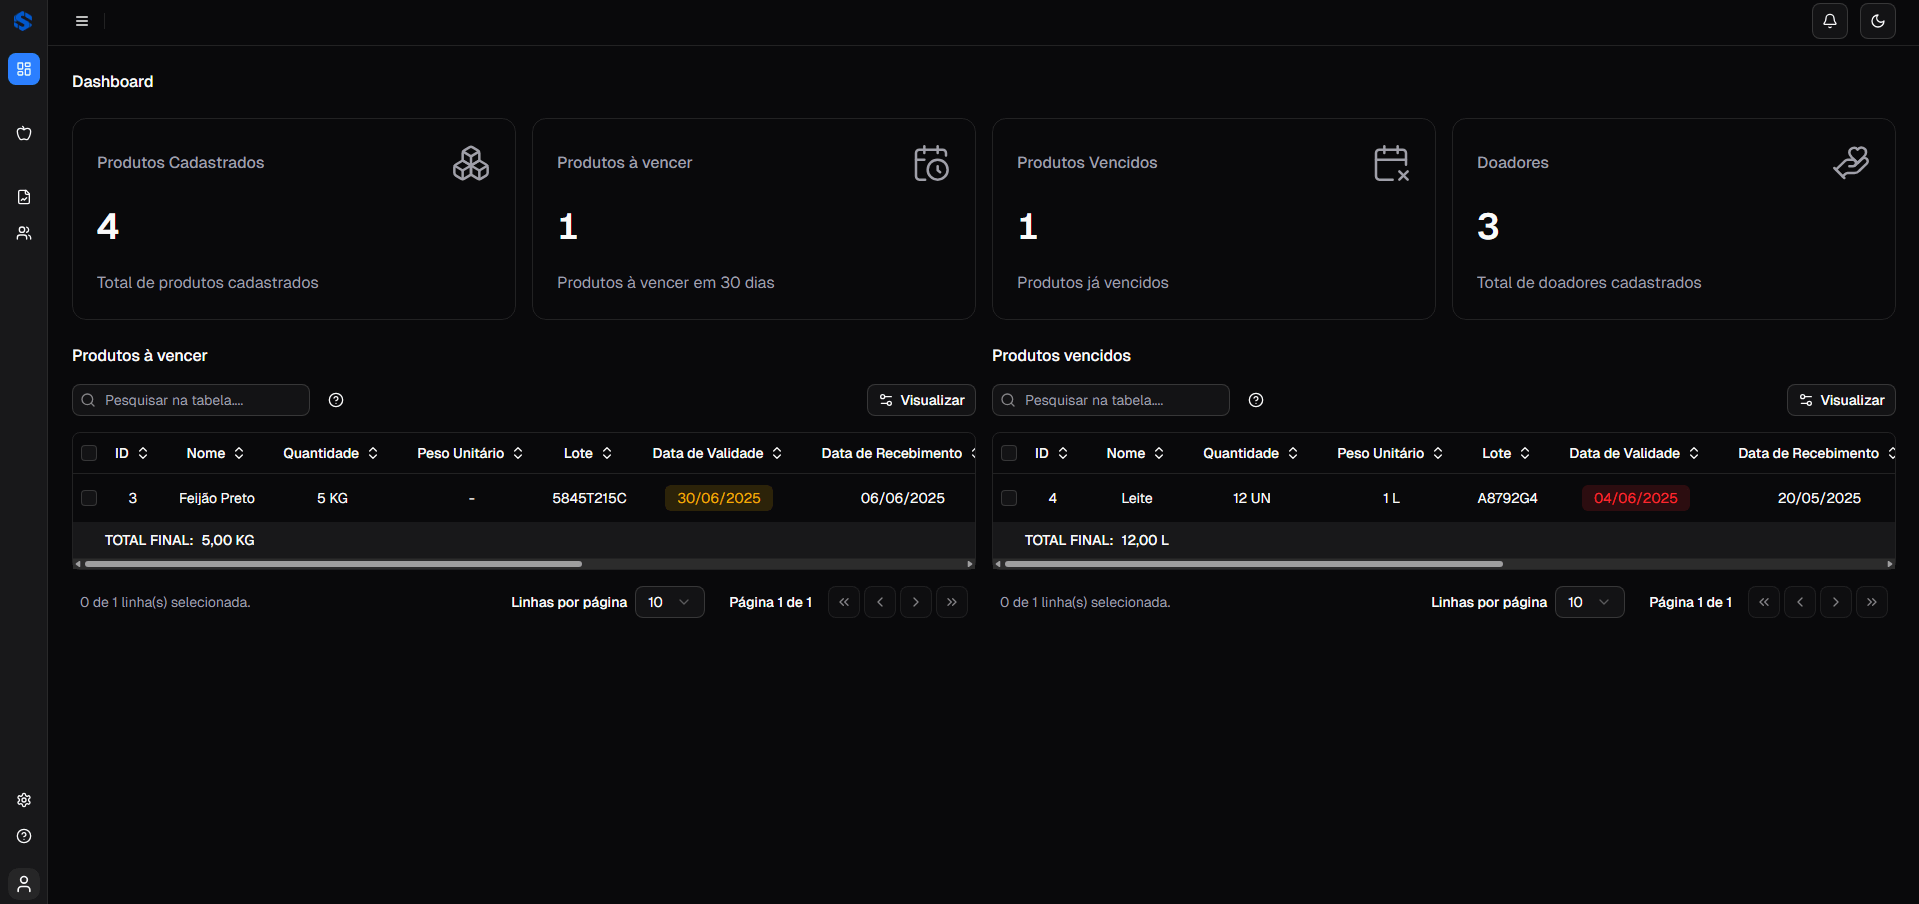 Dashboard
Produtos Cadastrados
4
Total de produtos cadastrados
Produtos à vencer
1
Produtos à vencer em 30 dias
Produtos Vencidos
1
Produtos já vencidos
Doadores
3
Total de doadores cadastrados
Produtos à vencer
Pesquisar na tabela....
Visualizar
ID Nome Quantidade Peso Unitário Lote Data de Validade Data de Recebimento
3 Feijão Preto 5 KG - 5845T215C 30/06/2025 06/06/2025
TOTAL FINAL: 5,00 KG
0 de 1 linha(s) selecionada.
Linhas por página 10 Página 1 de 1
Produtos vencidos
Pesquisar na tabela....
Visualizar
ID Nome Quantidade Peso Unitário Lote Data de Validade Data de Recebimento
4 Leite 12 UN 1 L A8792G4 04/06/2025 20/05/2025
TOTAL FINAL: 12,00 L
0 de 1 linha(s) selecionada.
Linhas por página 10 Página 1 de 1